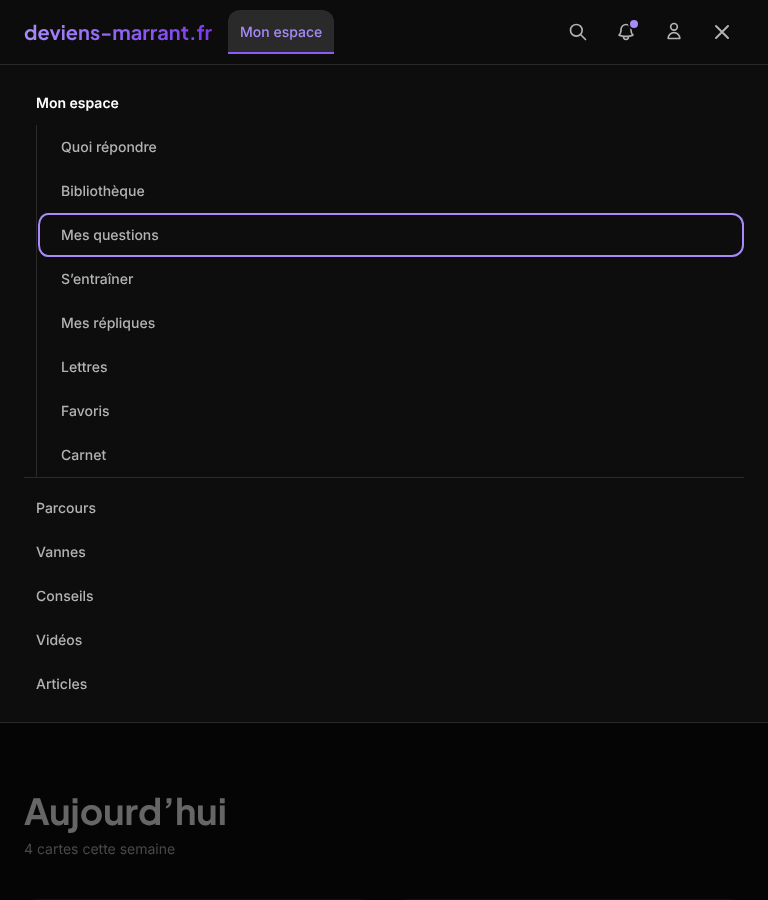 deviens-marrant.fr
Mon espace
Mon espace
Quoi répondre
Bibliothèque
Mes questions
S’entraîner
Mes répliques
Lettres
Favoris
Carnet
Parcours
Vannes
Conseils
Vidéos
Articles
Aujourd’hui
4 cartes cette semaine